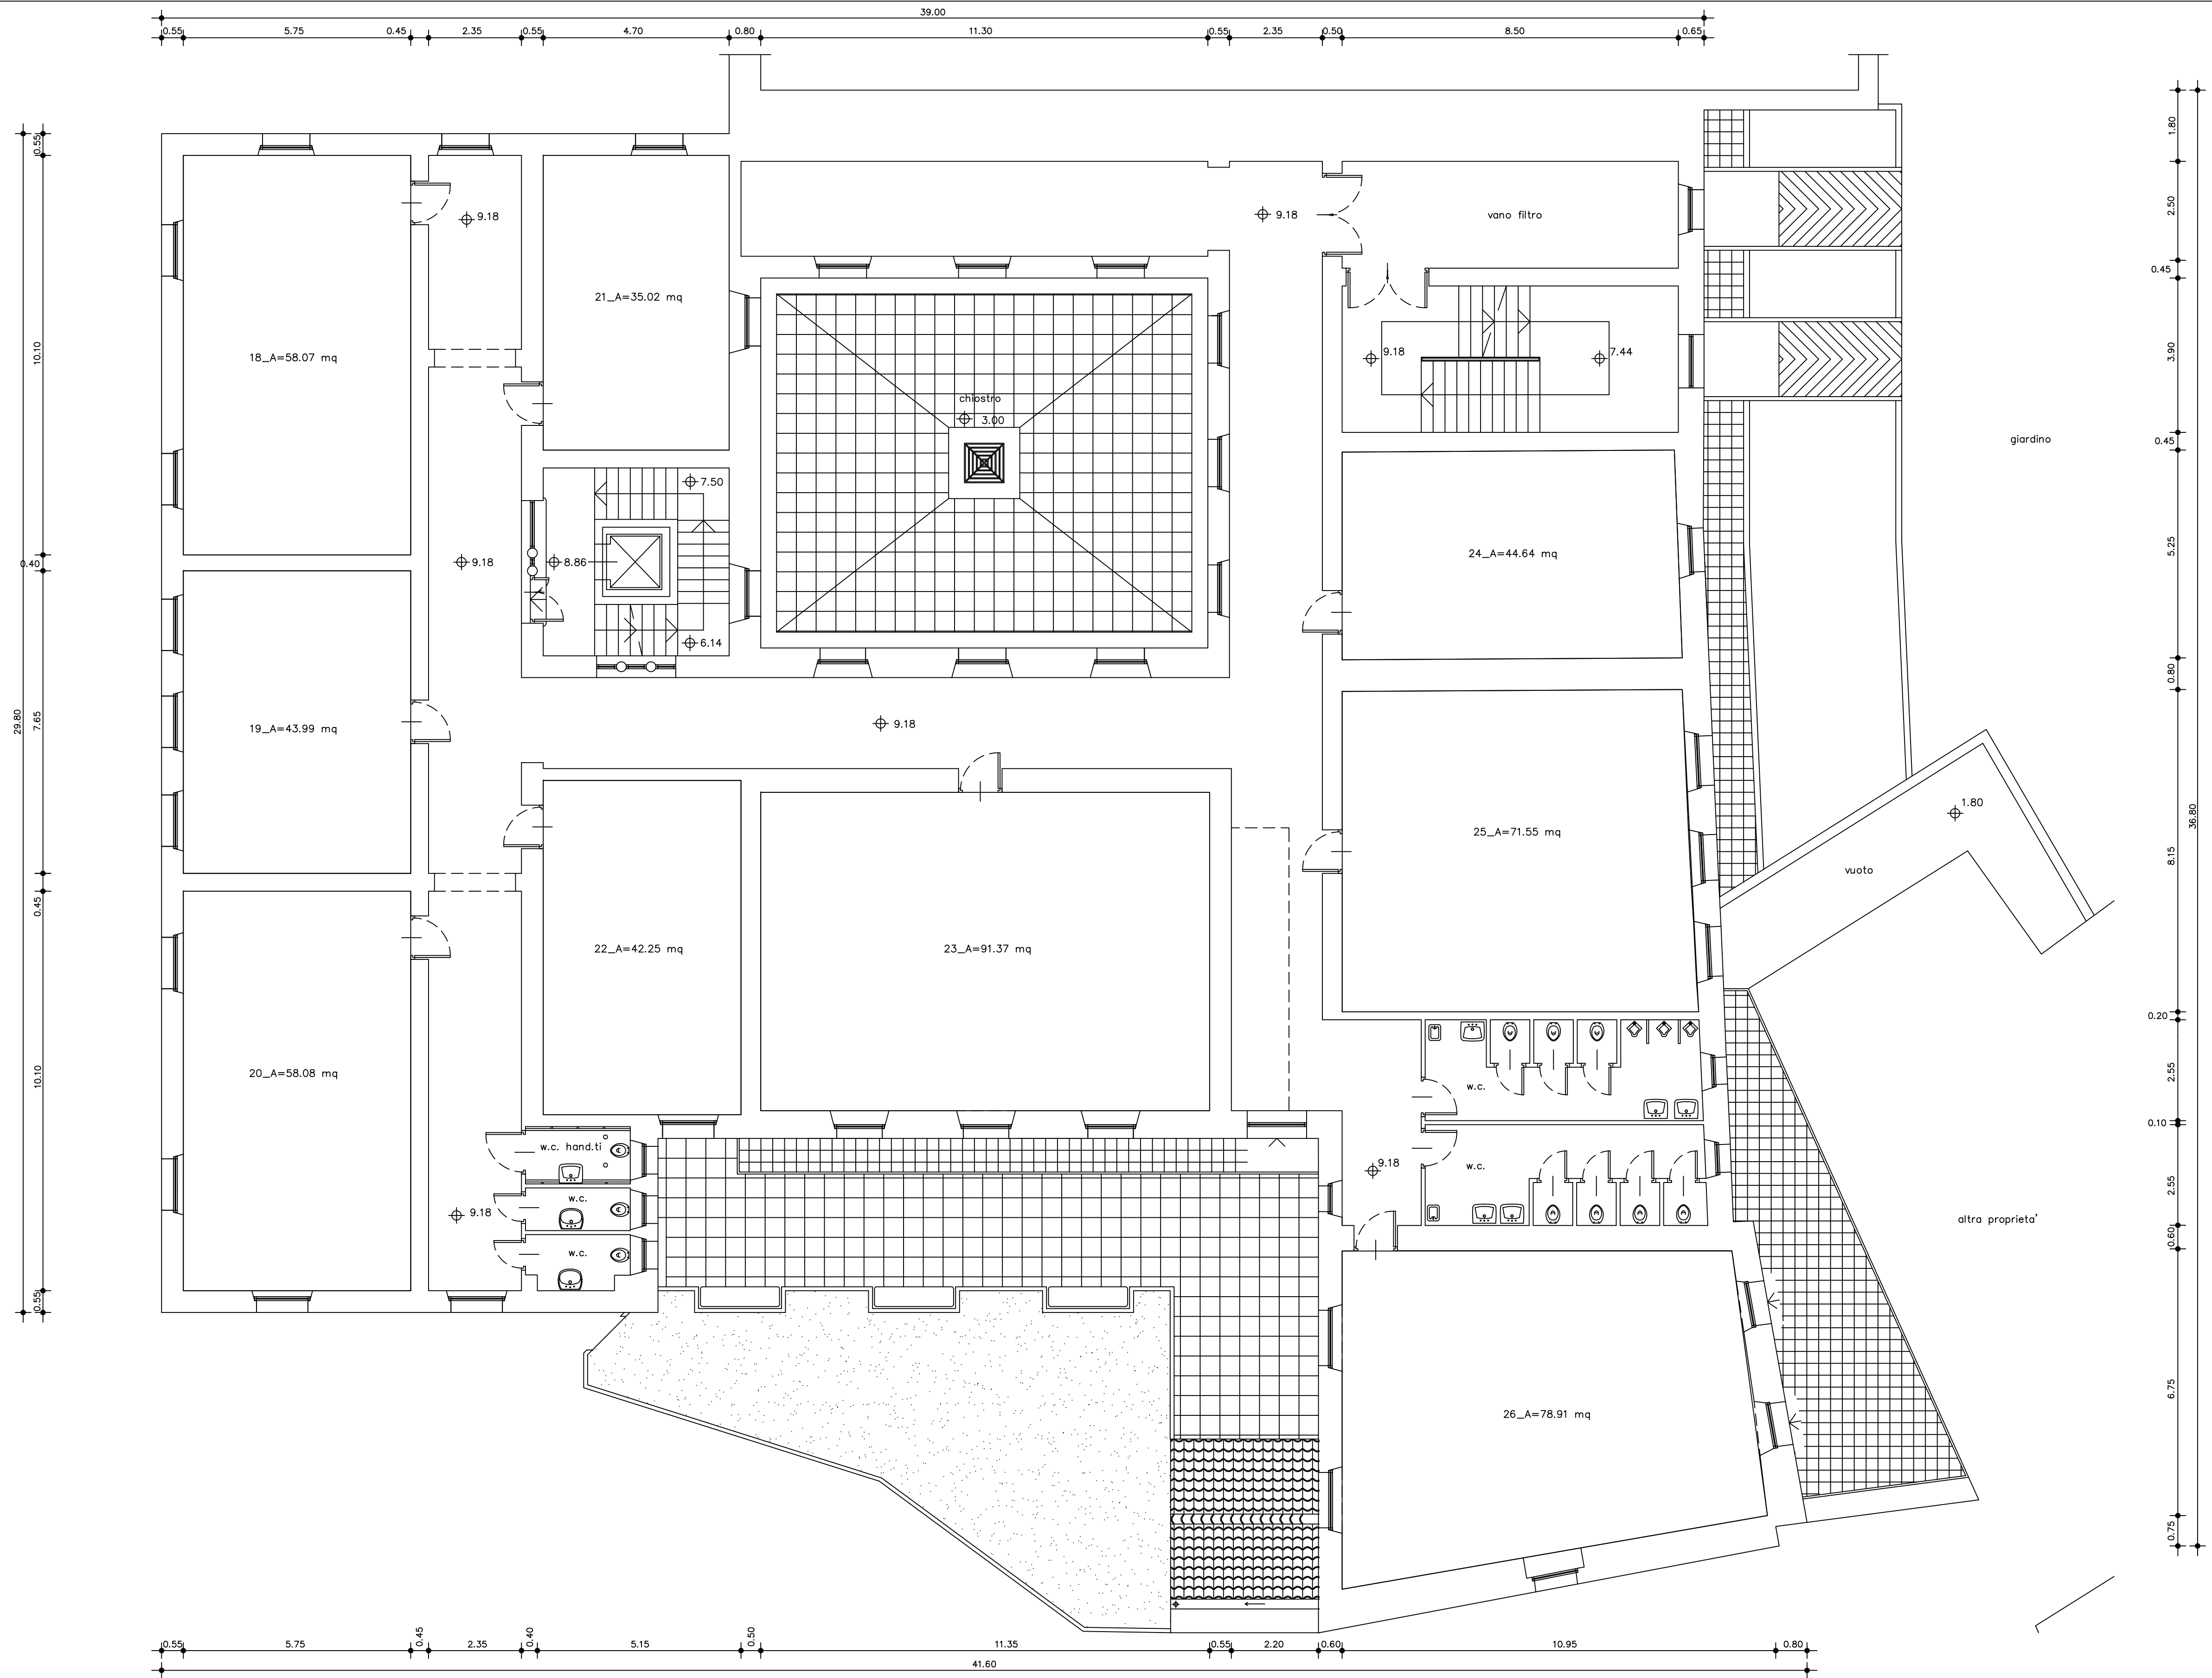 39.00
0.55 5.75 0.45 2.35 0.55 4.70 0.80 11.30 0.55 2.35 0.50 8.50 0.65
29.80
0.55
10.10
0.40
7.65
0.45
10.10
0.55
18_A=58.07 mq
9.18
21_A=35.02 mq
9.18
vano filtro
9.18
7.44
chiostro
3.00
7.50
9.18
8.86
6.14
19_A=43.99 mq
9.18
24_A=44.64 mq
giardino
25_A=71.55 mq
1.80
vuoto
22_A=42.25 mq
23_A=91.37 mq
20_A=58.08 mq
w.c.
w.c. hand.ti
w.c.
9.18
w.c.
9.18
w.c.
altra proprieta'
26_A=78.91 mq
1.80
2.50
0.45
3.90
0.45
5.25
0.80
8.15
0.20
2.55
0.10
2.55
0.60
6.75
0.75
36.80
0.55 5.75 0.45 2.35 0.40 5.15 0.50 11.35 0.55 2.20 0.60 10.95 0.80
41.60